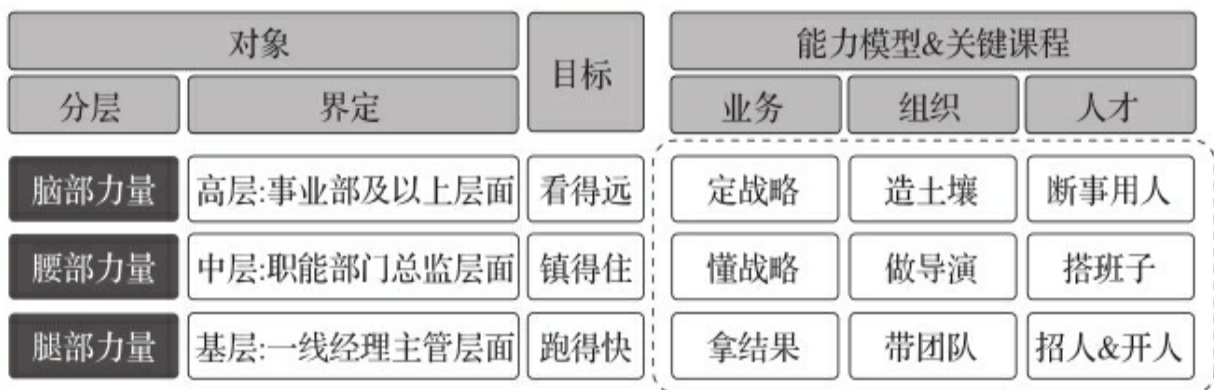 对象 目标 能力模型&关键课程
分层 界定 业务 组织 人才
脑部力量 高层:事业部及以上层面 看得远 定战略 造土壤 断事用人
腰部力量 中层:职能部门总监层面 镇得住 懂战略 做导演 搭班子
腿部力量 基层:一线经理主管层面 跑得快 拿结果 带团队 招人&开人